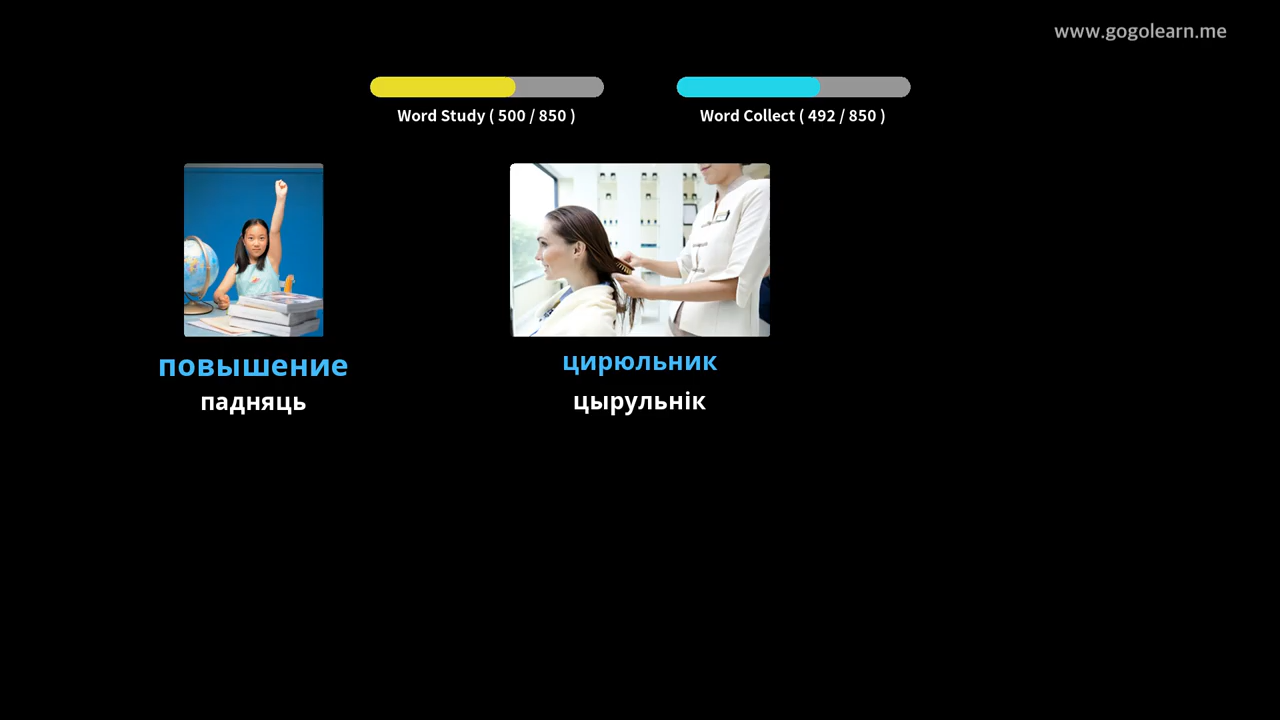 www.gogolearn.me
Word Study ( 500 / 850 )
Word Collect ( 492 / 850 )
повышение
падняць
цирюльник
цырульнік